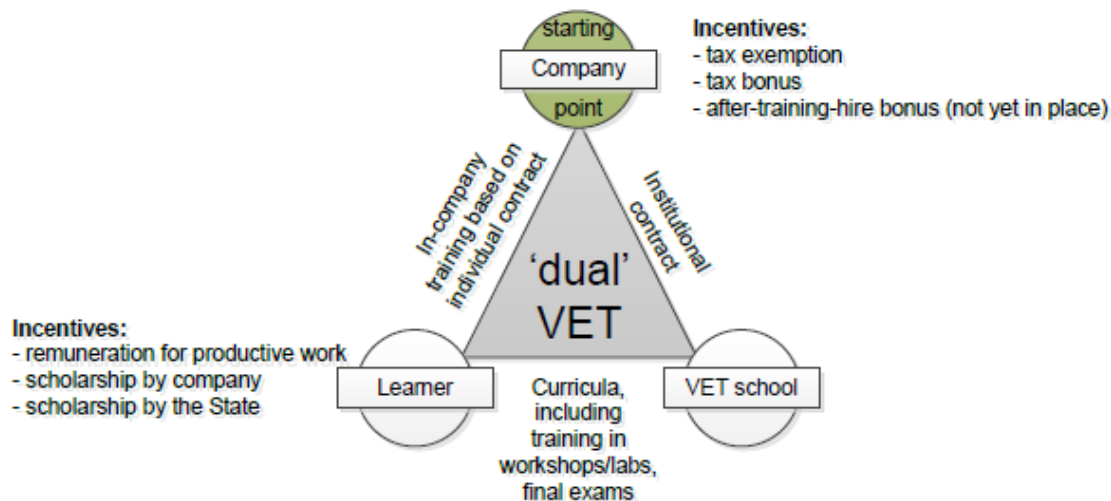 starting
Company
point
Incentives:
- tax exemption
- tax bonus
- after-training-hire bonus (not yet in place)
In-company
training based on
individual contract
Institutional
contract
‘dual’
VET
Incentives:
- remuneration for productive work
- scholarship by company
- scholarship by the State
Learner
Curricula,
including
training in
workshops/labs,
final exams
VET school